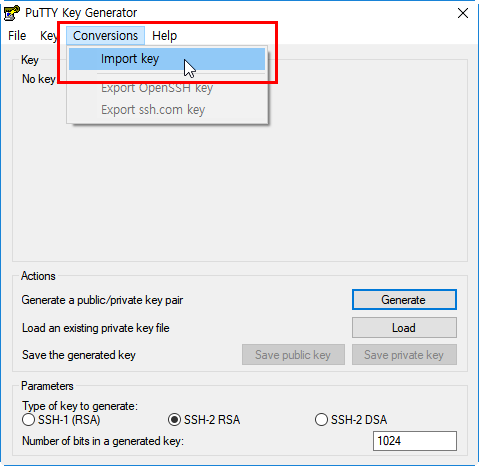 PuTTY Key Generator
File Key Conversions Help
Import key
Export OpenSSH key
Export ssh.com key
Key
No key
Actions
Generate a public/private key pair
Generate
Load an existing private key file
Load
Save the generated key
Save public key
Save private key
Parameters
Type of key to generate:
SSH-1 (RSA)
SSH-2 RSA
SSH-2 DSA
Number of bits in a generated key:
1024